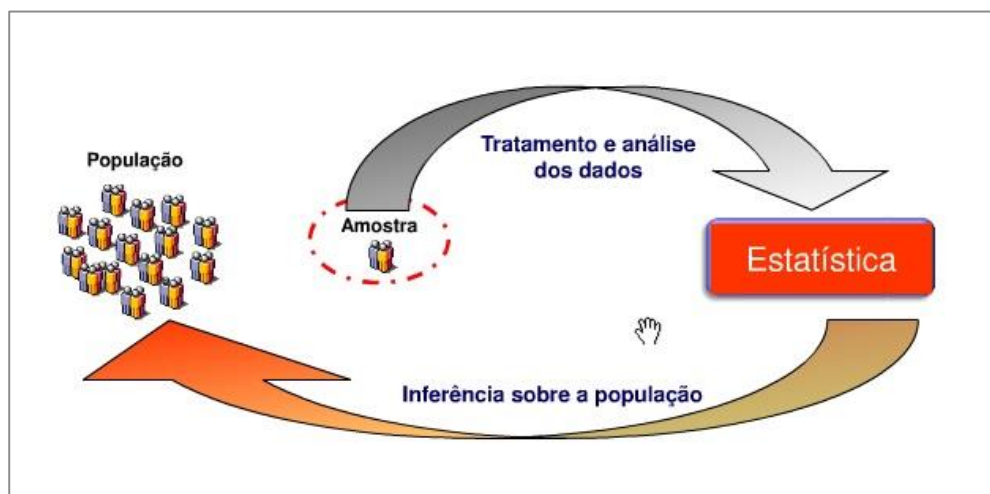 População
Amostra
Tratamento e análise
dos dados
Estatística
Inferência sobre a população